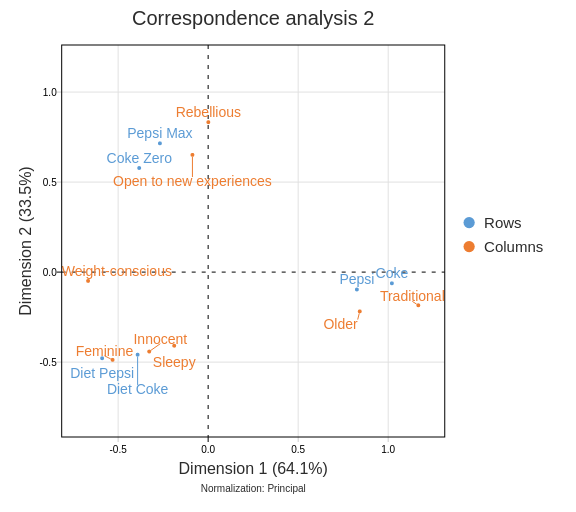 Correspondence analysis 2
Dimension 2 (33.5%)
1.0
0.5
0.0
-0.5
Rebellious
Pepsi Max
Coke Zero
Open to new experiences
Weight conscious
Pepsi
Coke
Traditional
Older
Innocent
Feminine
Sleepy
Diet Pepsi
Diet Coke
-0.5
0.0
0.5
1.0
Dimension 1 (64.1%)
Normalization: Principal
Rows
Columns